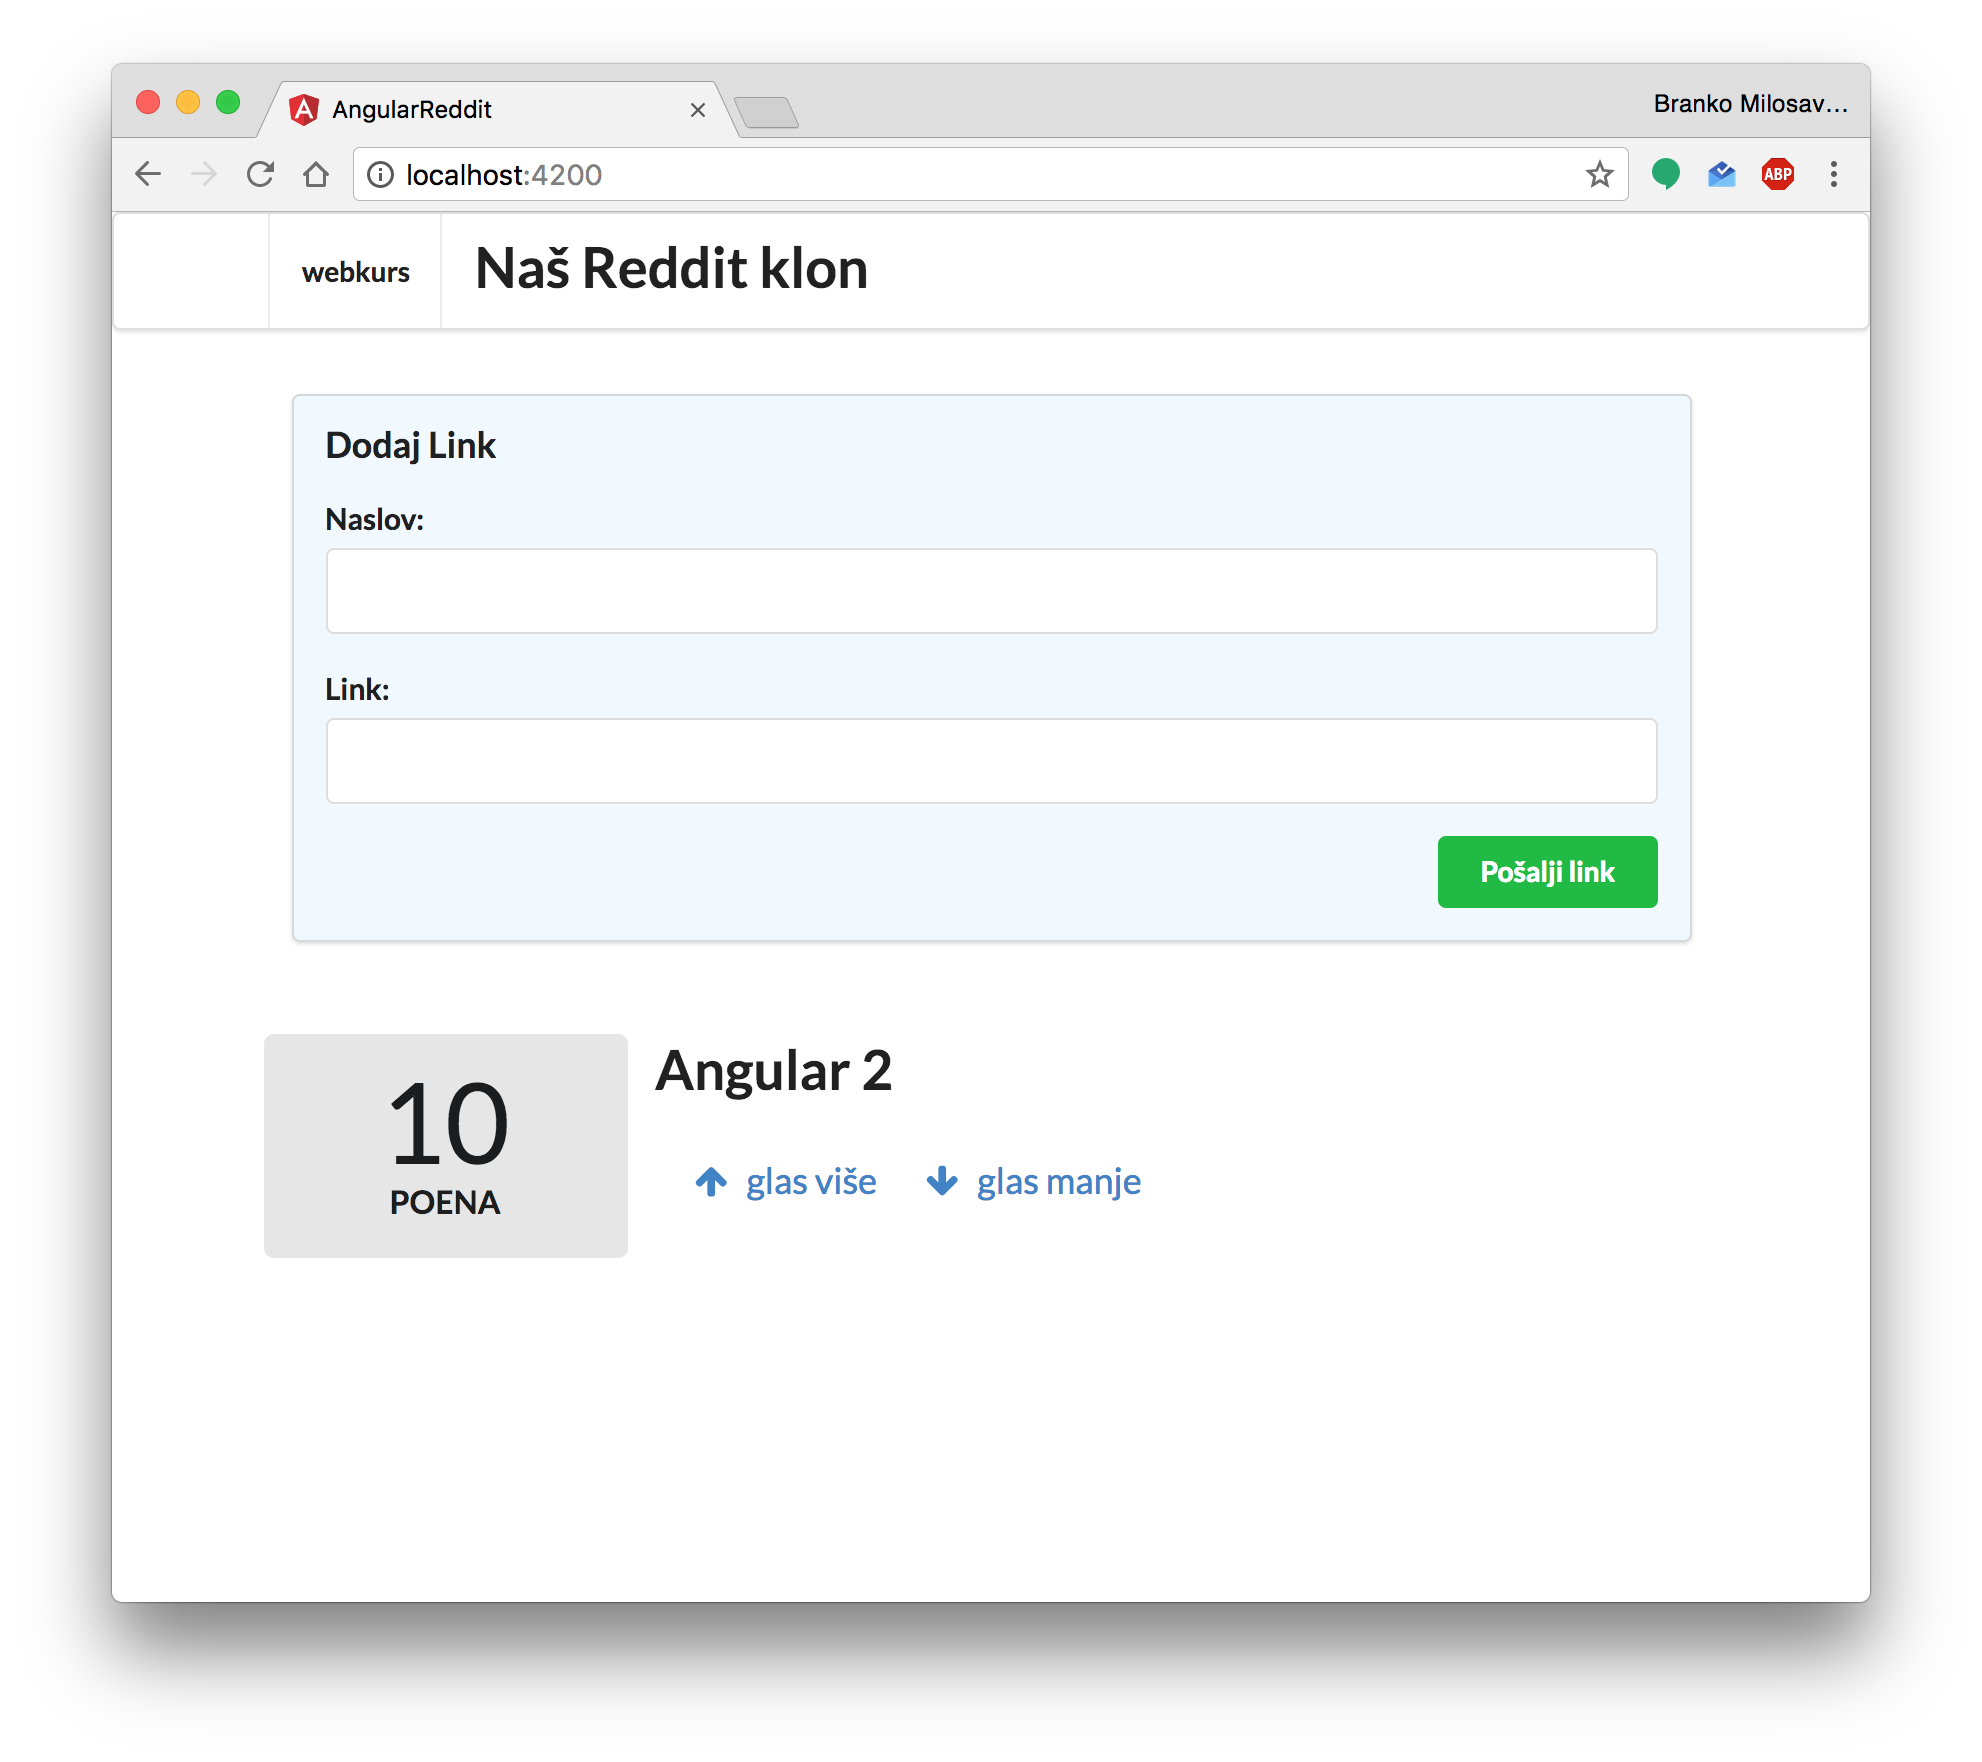 AngularReddit
Branko Milosav...
localhost:4200
ABP
webkurs
Naš Reddit klon
Dodaj Link
Naslov:
Link:
Pošalji link
10
POENA
Angular 2
glas više
glas manje